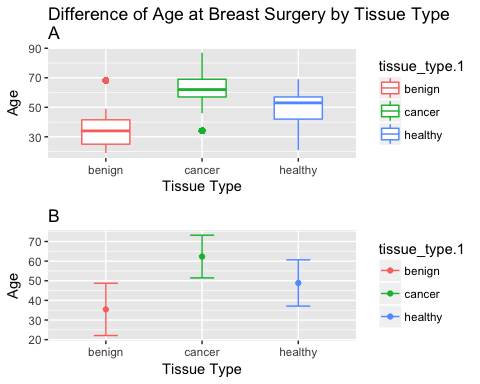 Difference of Age at Breast Surgery by Tissue Type
A
90
70
50
30
Age
benign cancer healthy
Tissue Type
tissue_type.1
benign
cancer
healthy
B
70
60
50
40
30
20
Age
benign cancer healthy
Tissue Type
tissue_type.1
benign
cancer
healthy